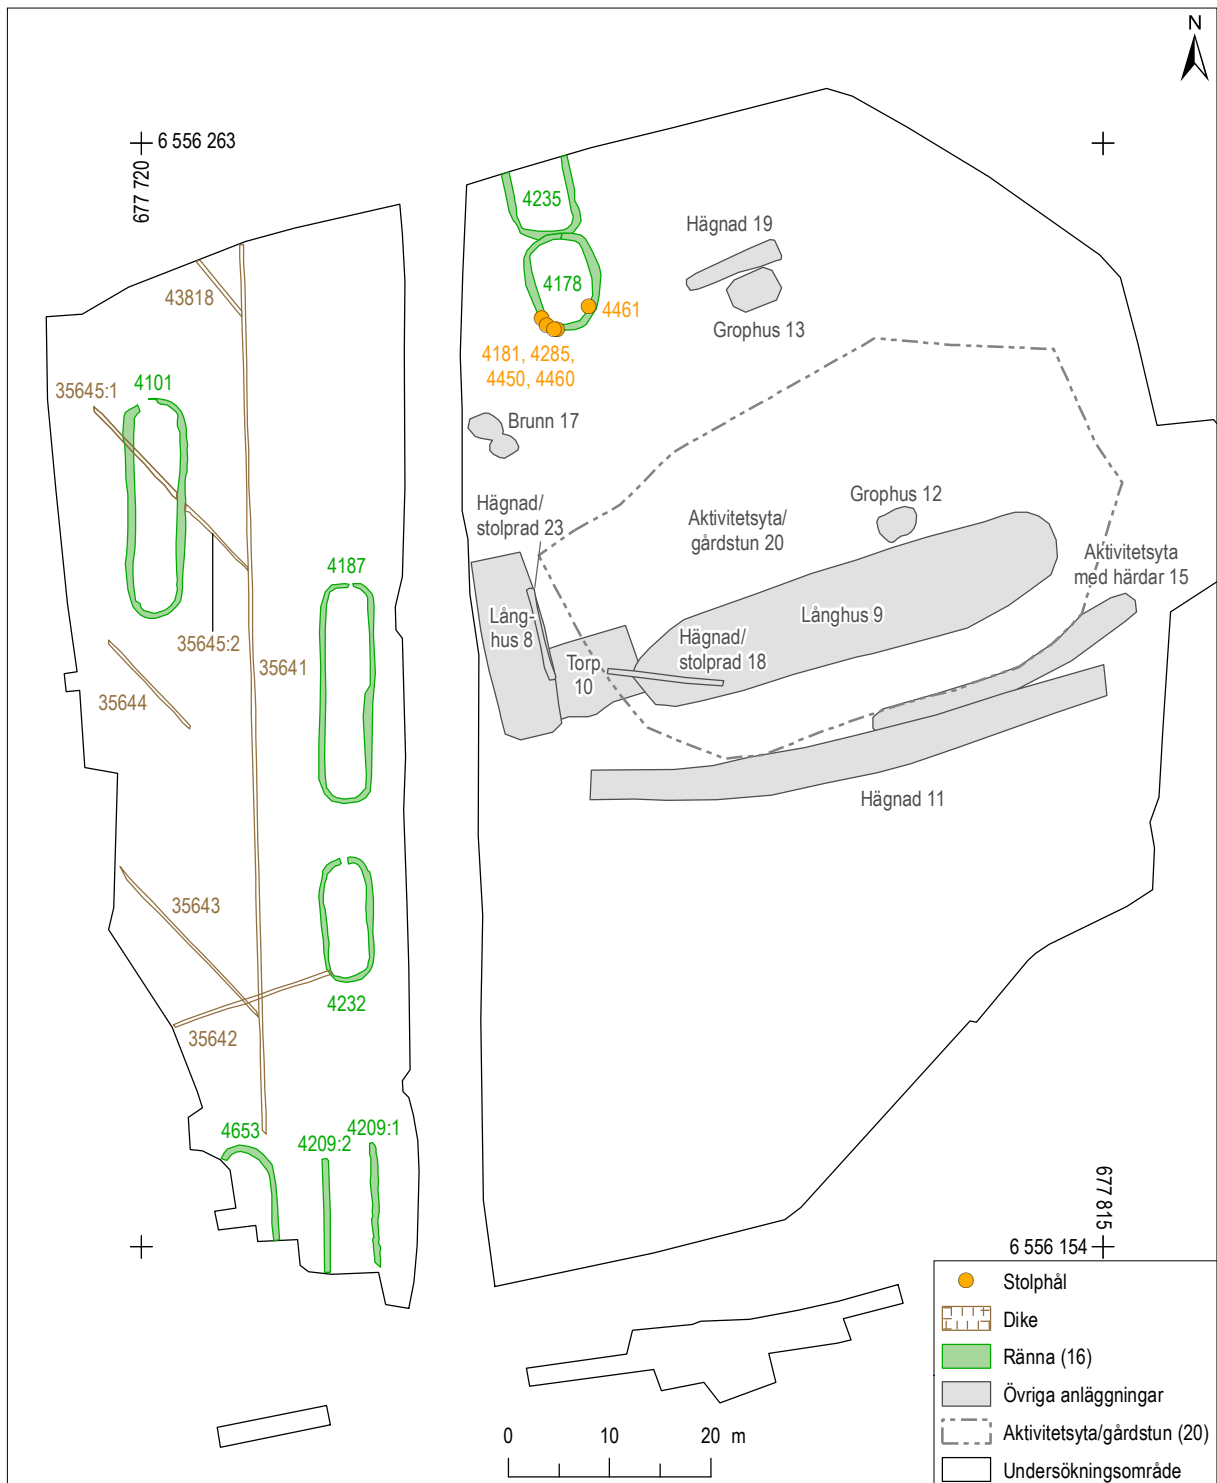 N
6 556 263
677 720
4235
Hägnad 19
4178
43818
4461
Grophus 13
4181, 4285,
4450, 4460
35645:1
4101
Brunn 17
Hägnad/
stolprad 23
Grophus 12
Aktivitetsyta/
gårdstun 20
Aktivitetsyta
med härdar 15
4187
Lång-
hus 8
Långhus 9
35645:2
Hägnad/
stolprad 18
35641
Torp
10
35644
Hägnad 11
35643
4232
35642
4653
4209:2
4209:1
677 815
6 556 154
Stolphål
Dike
Ränna (16)
Övriga anläggningar
Aktivitetsyta/gårdstun (20)
Undersökningsområde
0 10 20 m